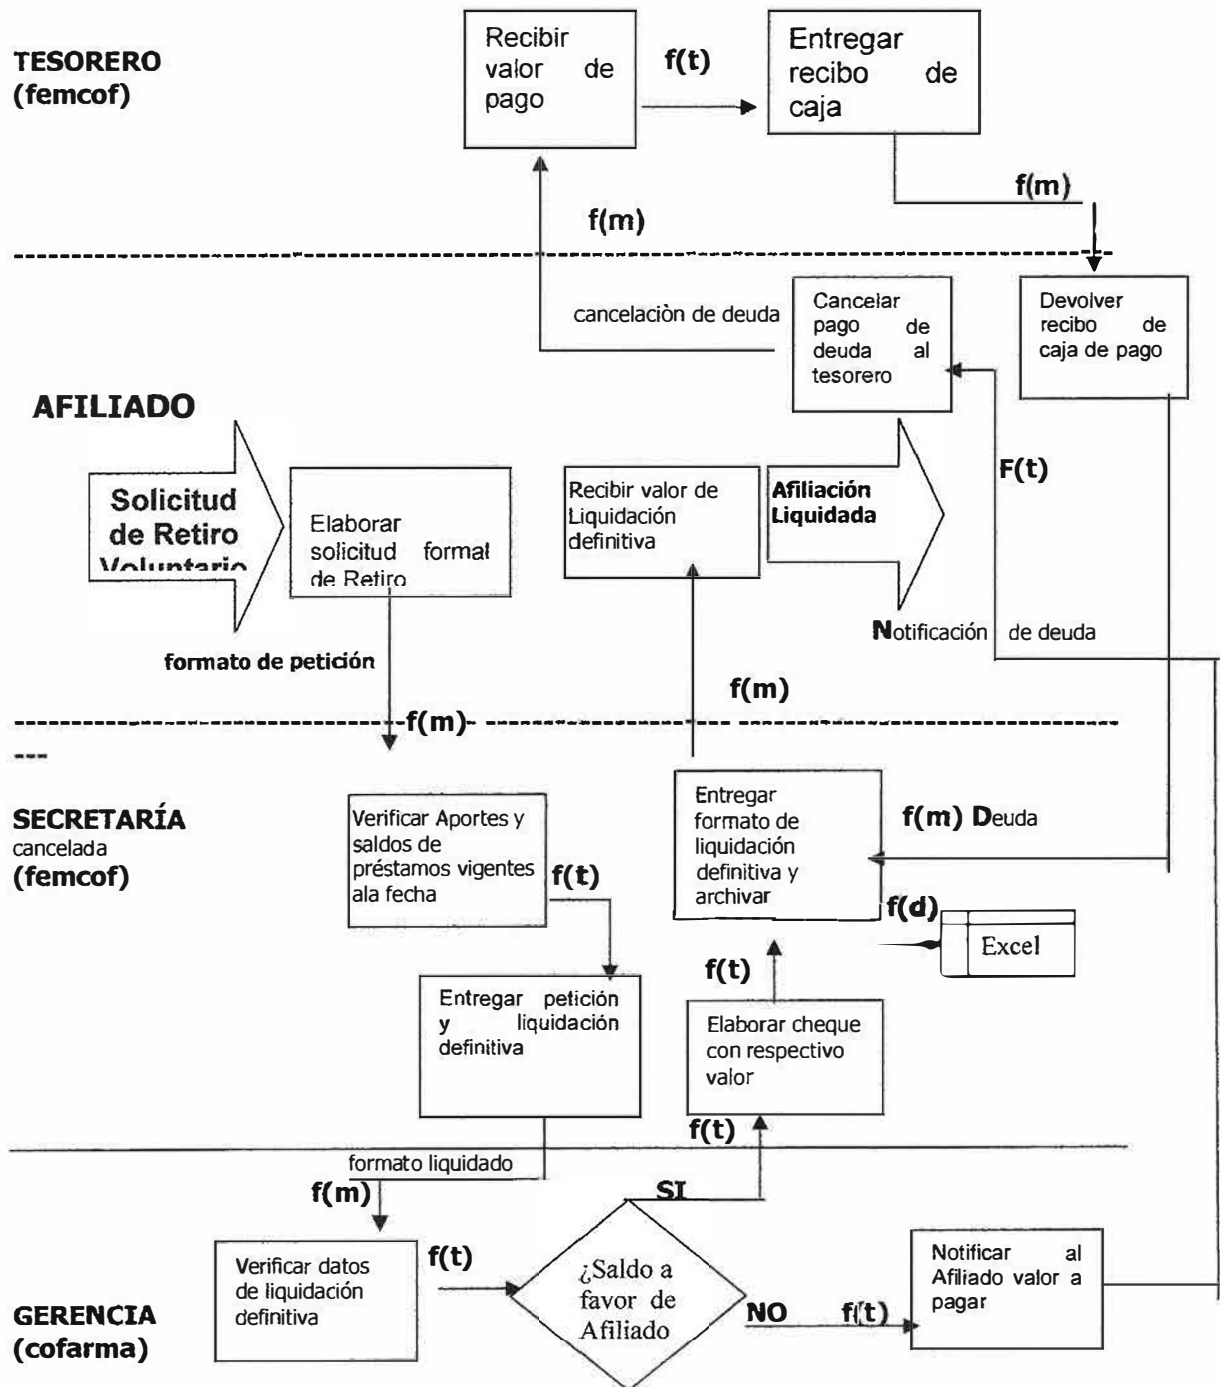 TESORERO
(femcof)
Recibir
valor de
pago
f(t)
Entregar
recibo de
caja
f(m)
f(m)
cancelaciòn de deuda
Cancelar
pago de
deuda al
tesorero
Devolver
recibo de
caja de pago
AFILIADO
Solicitud
de Retiro
Voluntario
Elaborar
solicitud formal
de Retiro
Recibir valor de
Liquidación
definitiva
Afiliación
Liquidada
F(t)
Notificación de deuda
formato de petición
f(m)
f(m)
SECRETARÍA
cancelada
(femcof)
Verificar Aportes y
saldos de
préstamos vigentes
ala fecha
f(t)
Entregar
formato de
liquidación
definitiva y
archivar
f(m) Deuda
f(d)
Excel
Entregar petición
y liquidación
definitiva
f(t)
Elaborar cheque
con respectivo
valor
f(t)
formato liquidado
f(m)
SI
GERENCIA
(cofarma)
Verificar datos
de liquidación
definitiva
f(t)
¿Saldo a
favor de
Afiliado
NO f(t)
Notificar al
Afiliado valor a
pagar